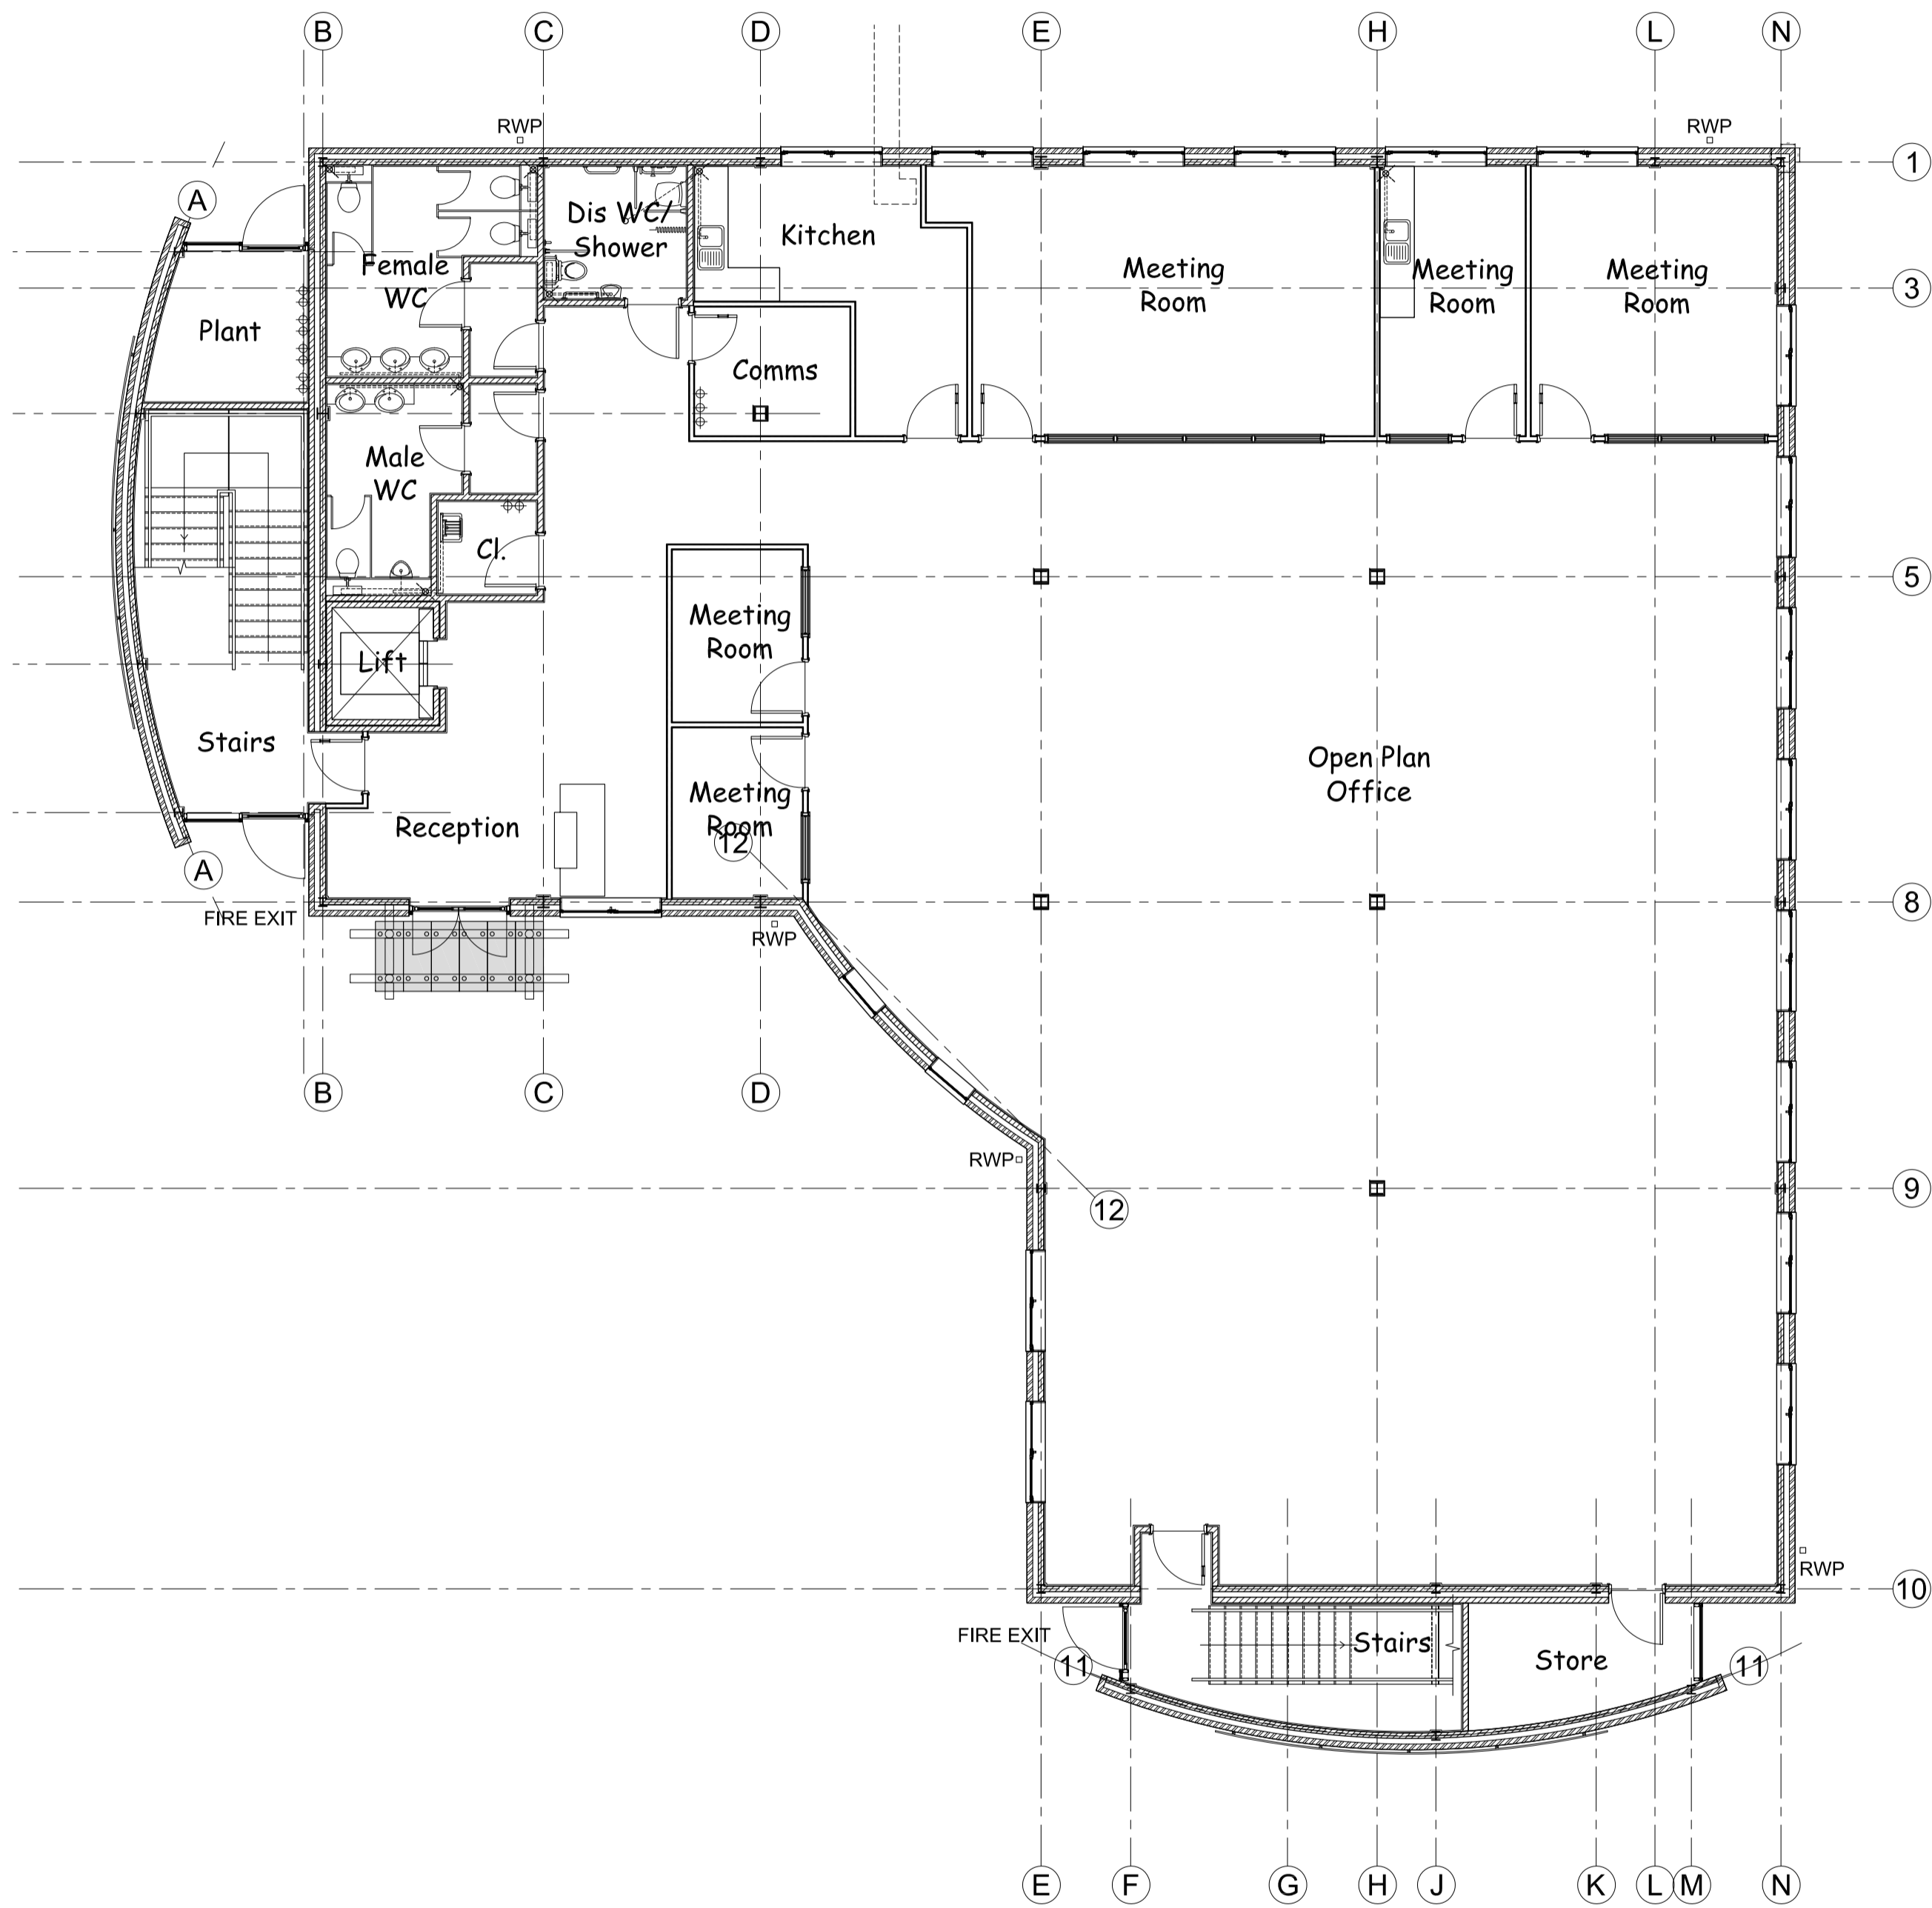 B
C
D
E
H
L
N
RWP
RWP
1
A
Dis WC/
Shower
Kitchen
Female
WC
Meeting
Room
Meeting
Room
Meeting
Room
3
Plant
Comms
Male
WC
Cl.
5
Meeting
Room
Lift
Stairs
Open Plan
Office
Meeting
Room
Reception
12
A
FIRE EXIT
RWP
8
B
C
D
RWP
9
12
RWP
10
FIRE EXIT
Stairs
Store
11
11
E
F
G
H
J
K
L
M
N